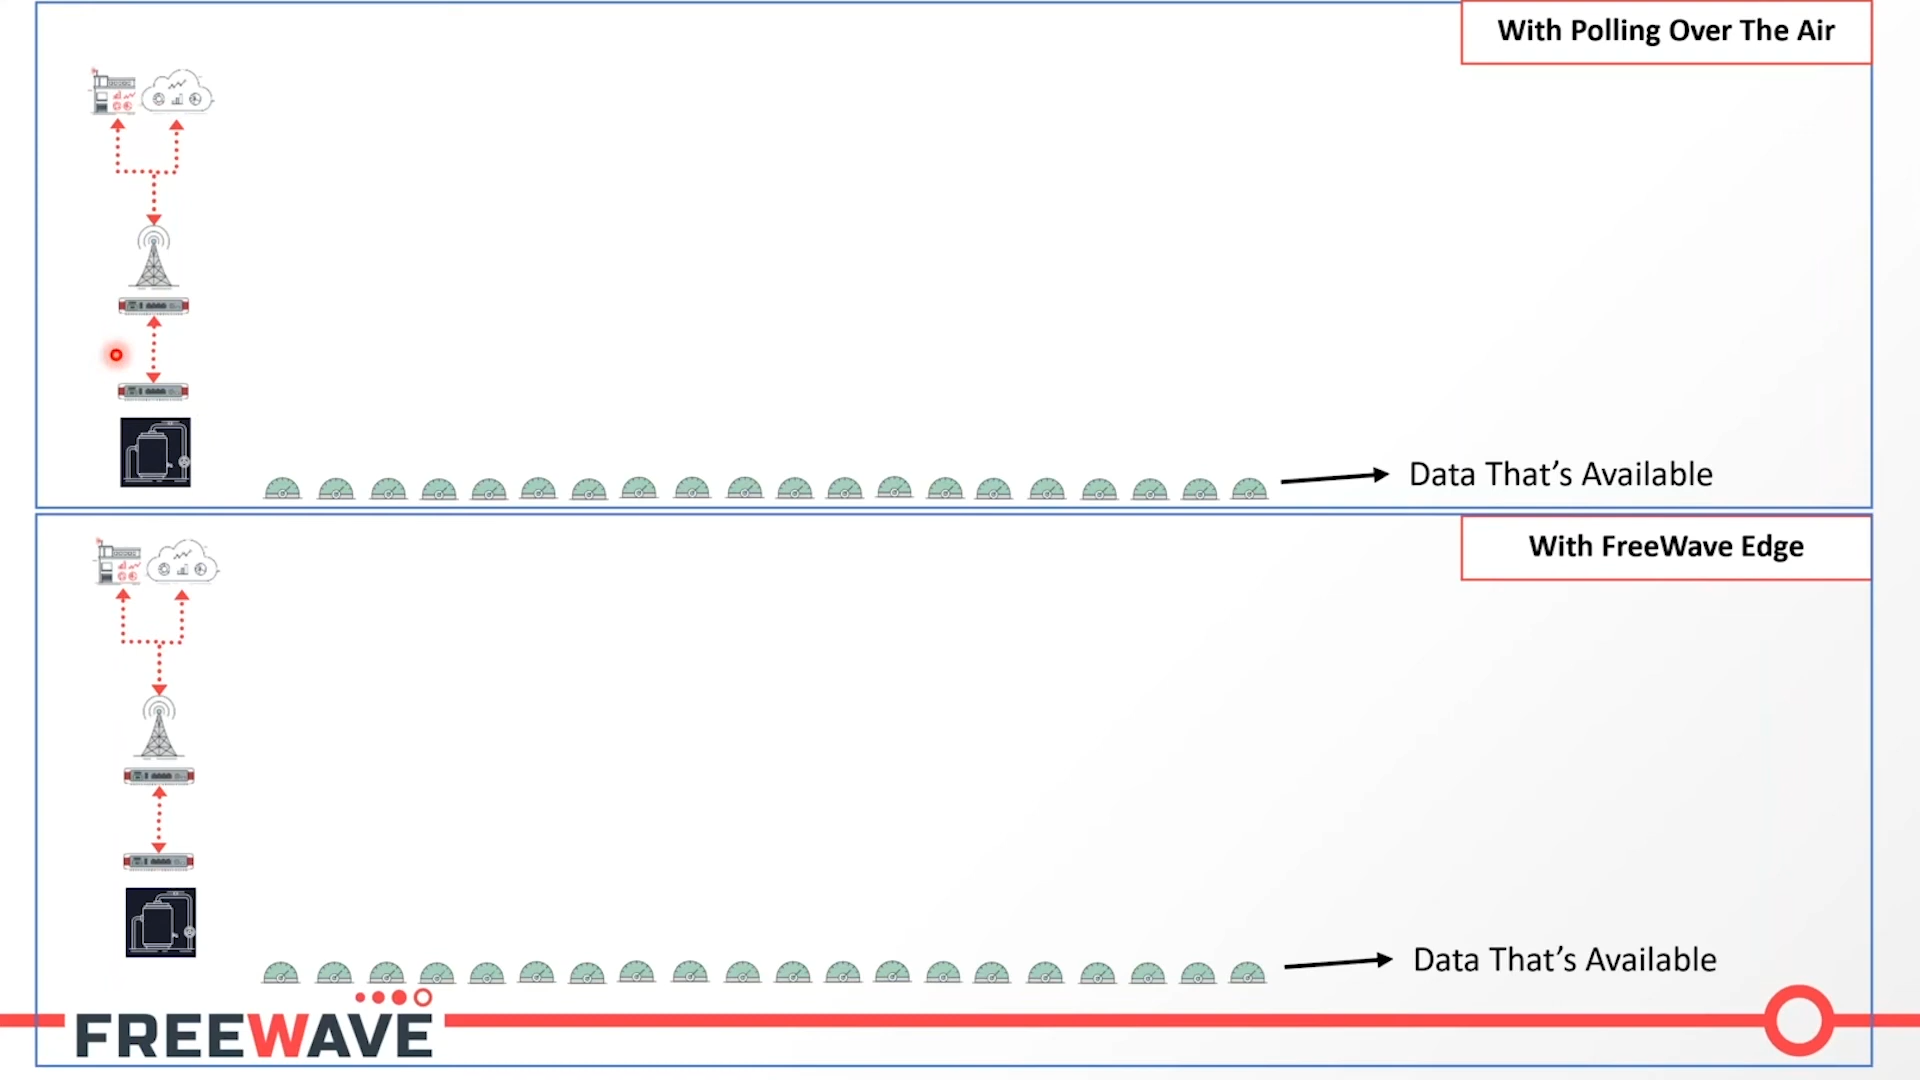 With Polling Over The Air
Data That's Available
With FreeWave Edge
Data That's Available
FREEWAVE